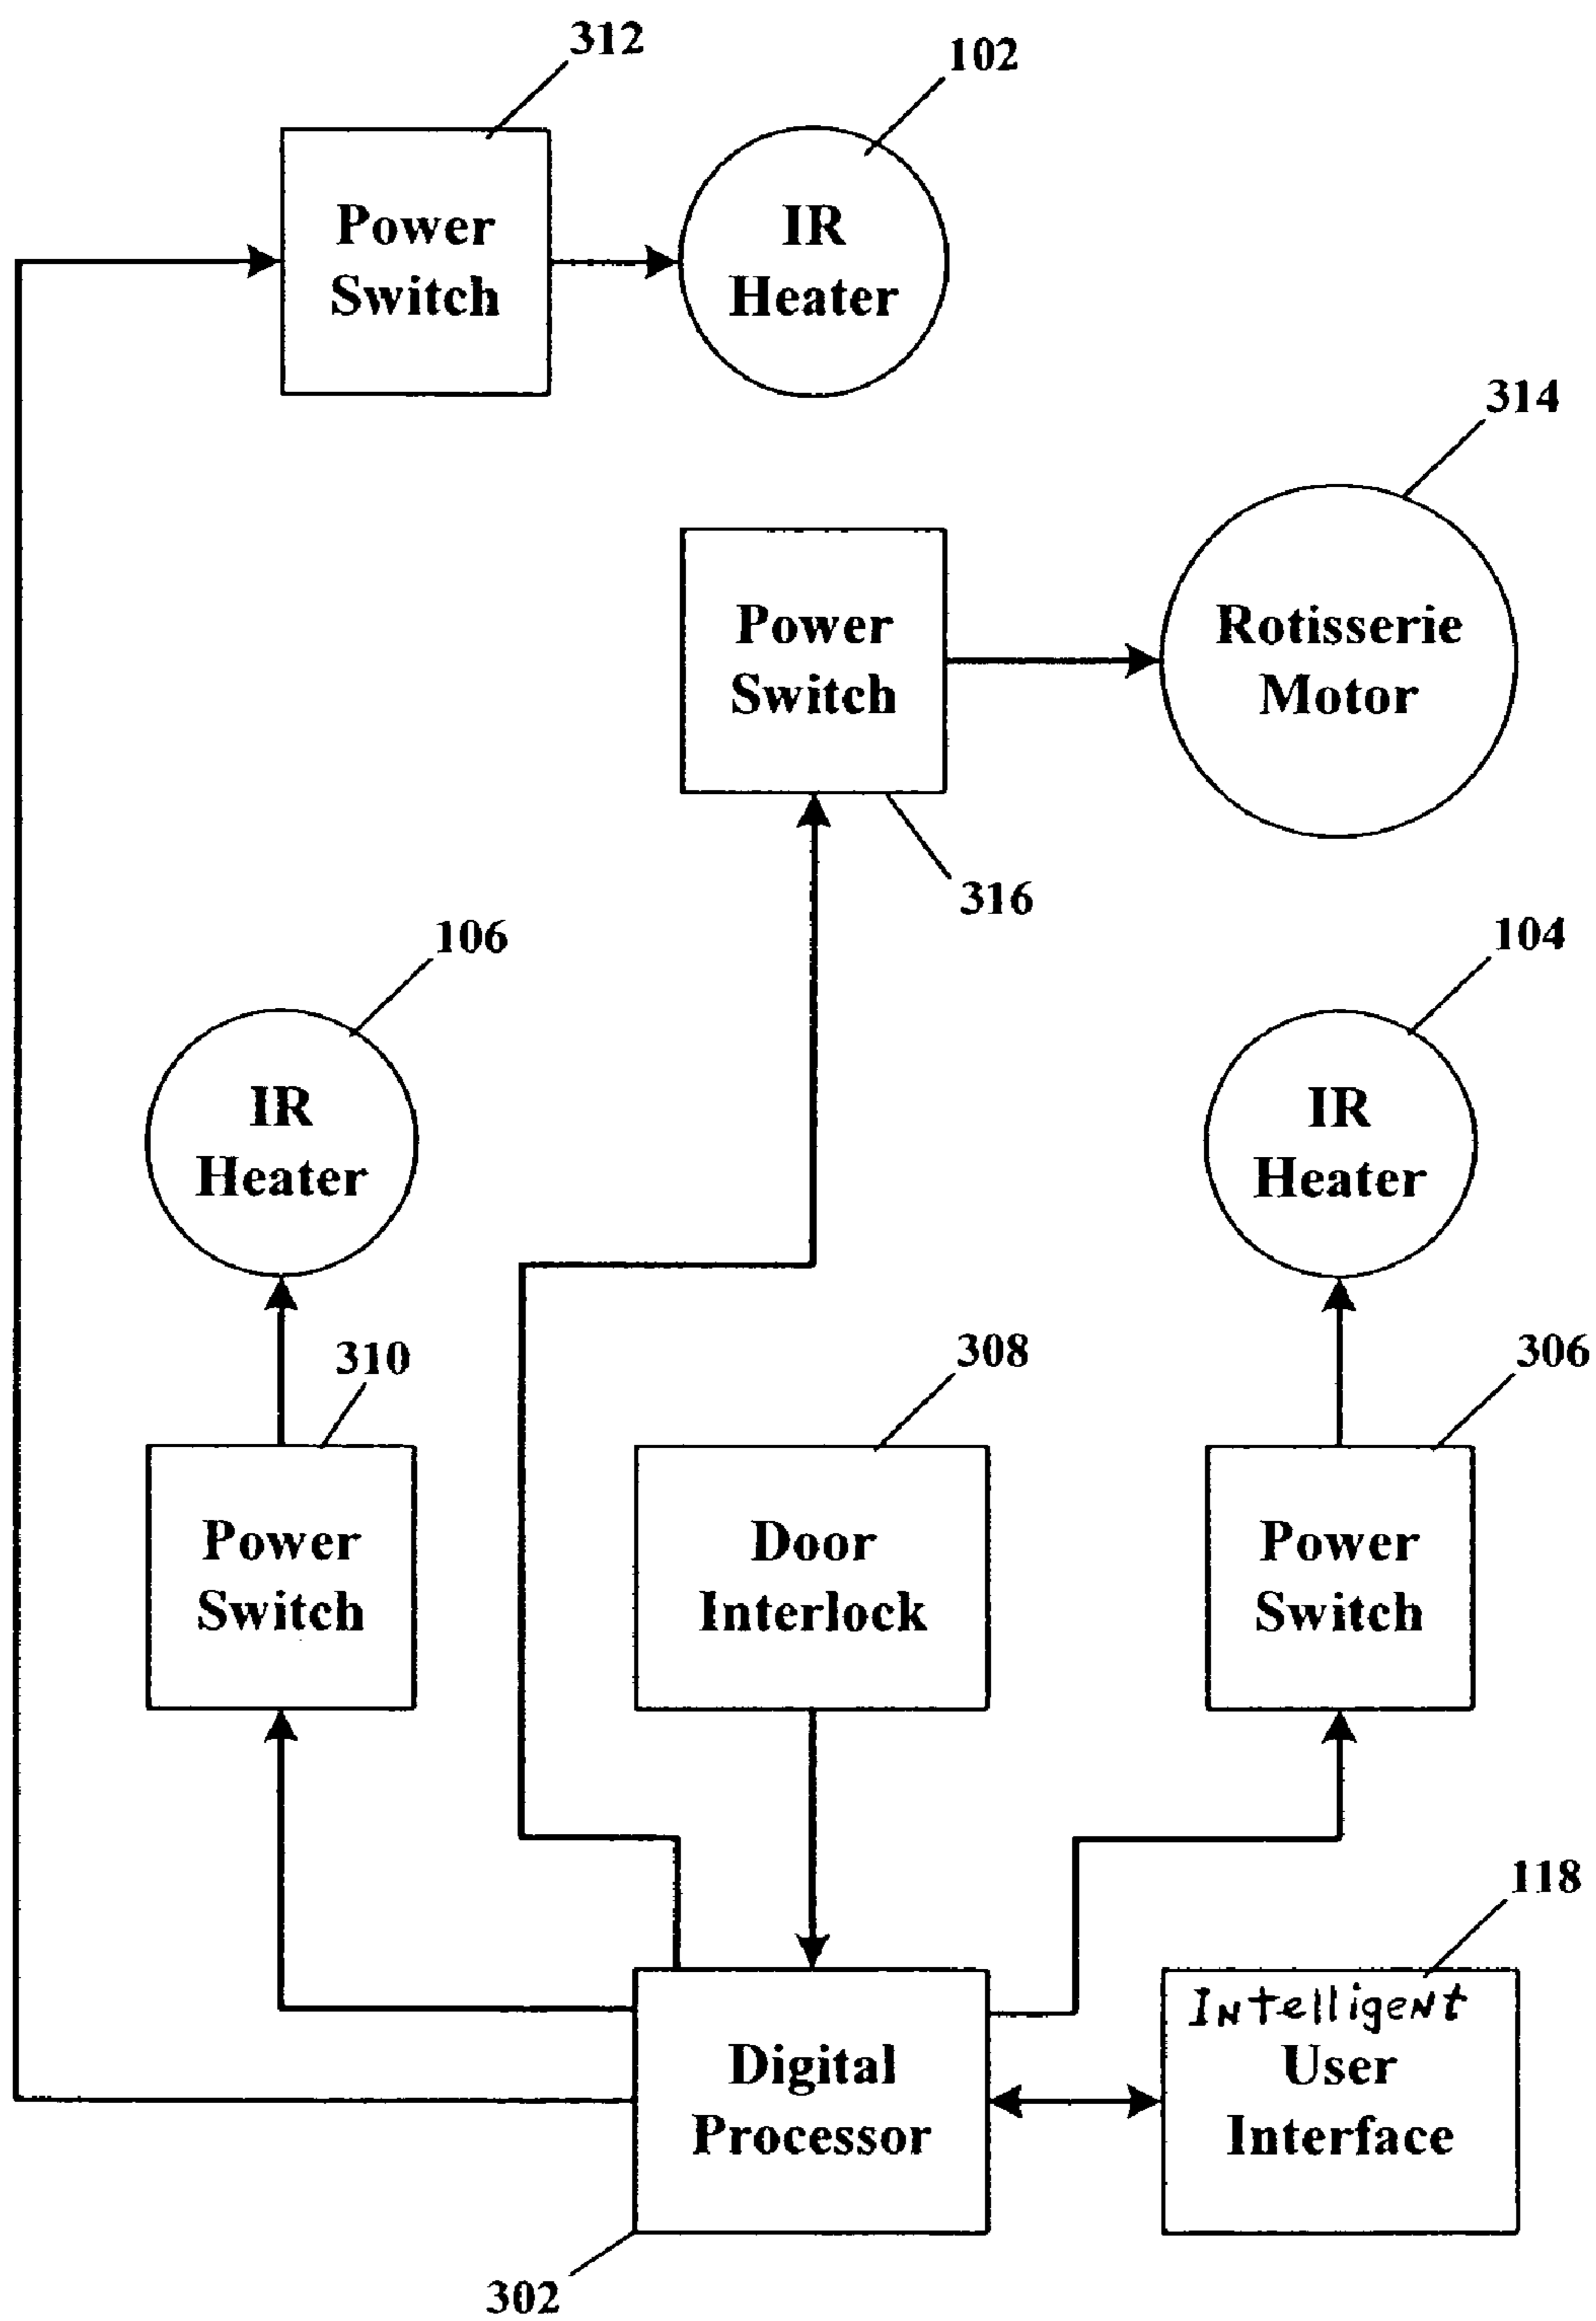 312
102
Power
Switch
IR
Heater
314
Power
Switch
Rotisserie
Motor
316
106
104
IR
Heater
IR
Heater
310
308
306
Power
Switch
Door
Interlock
Power
Switch
118
Digital
Processor
Intelligent
User
Interface
302